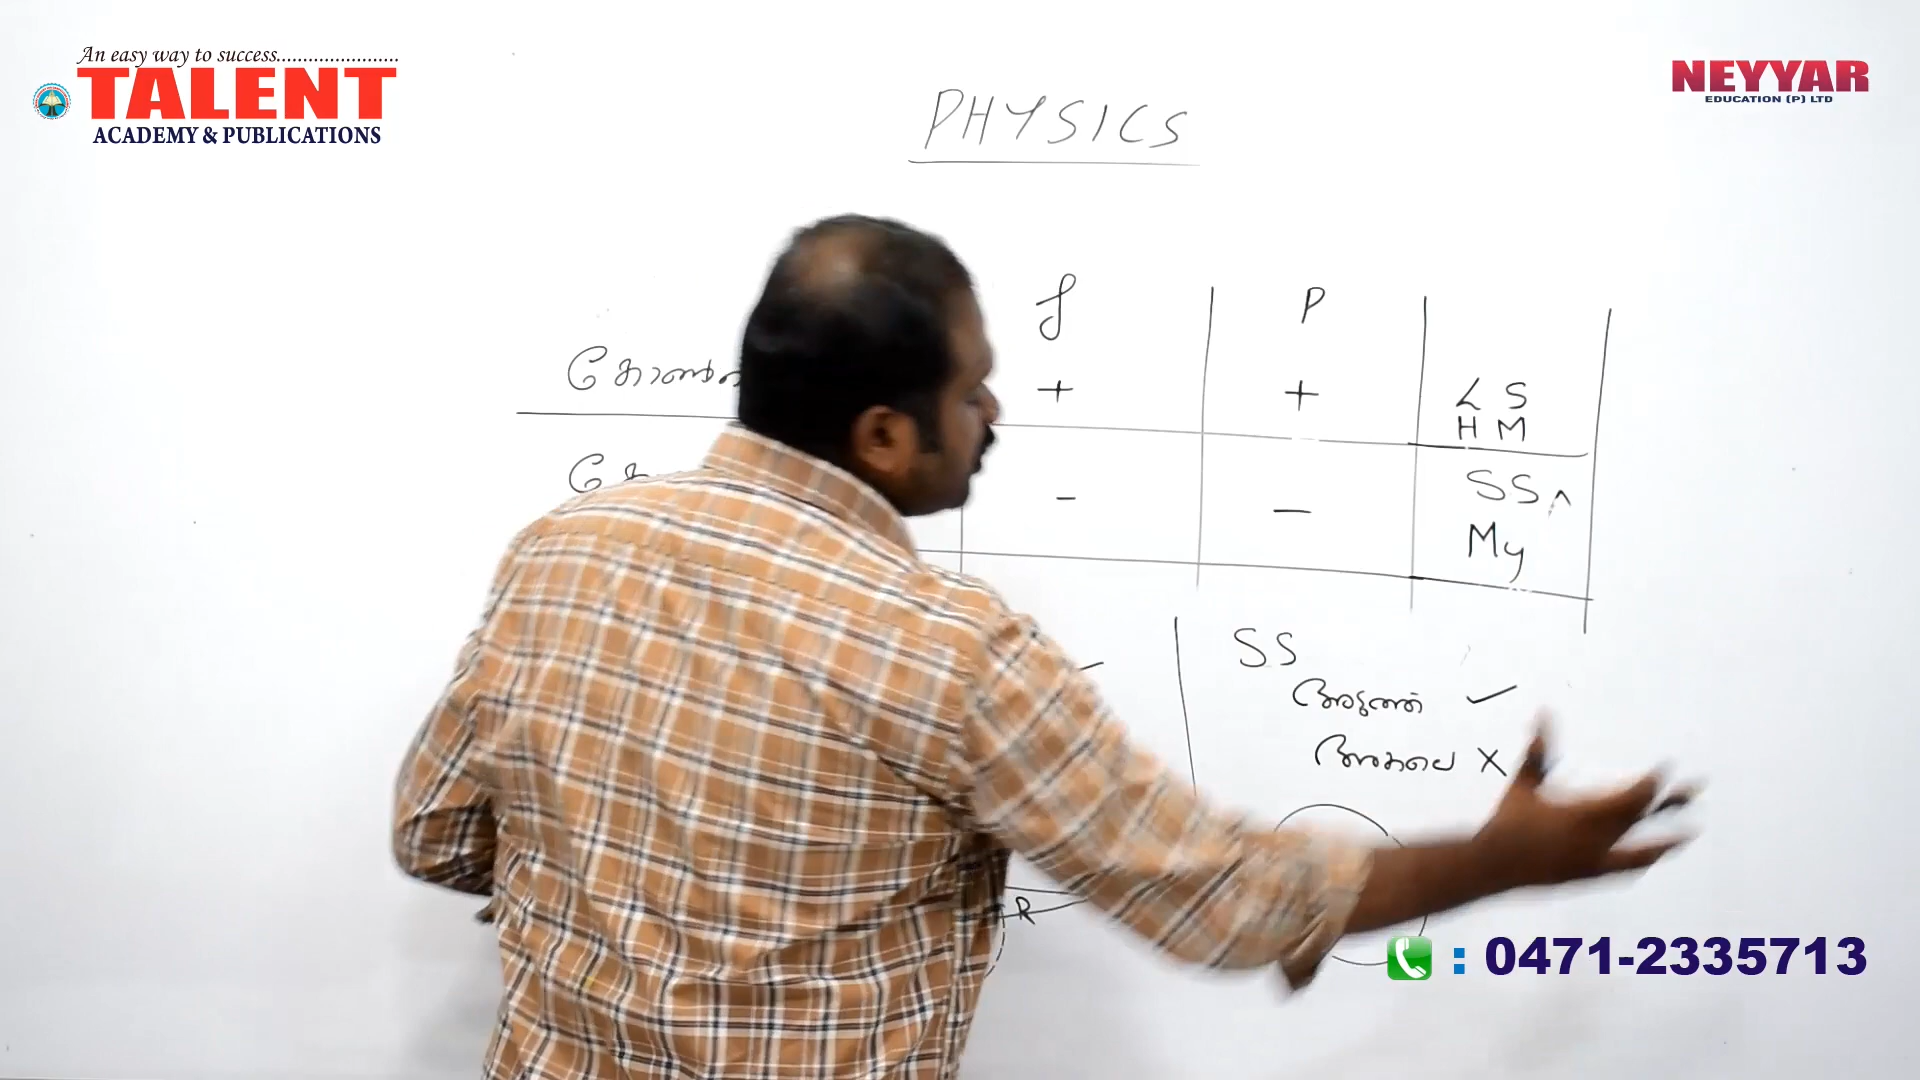 An easy way to success.......................
TALENT
ACADEMY & PUBLICATIONS
NEYYAR
EDUCATION (P) LTD
PHYSICS
f P
+ + L S
H M
- - SS
My
SS
അടുത്ത് ✓
അകലെ X
R
: 0471-2335713